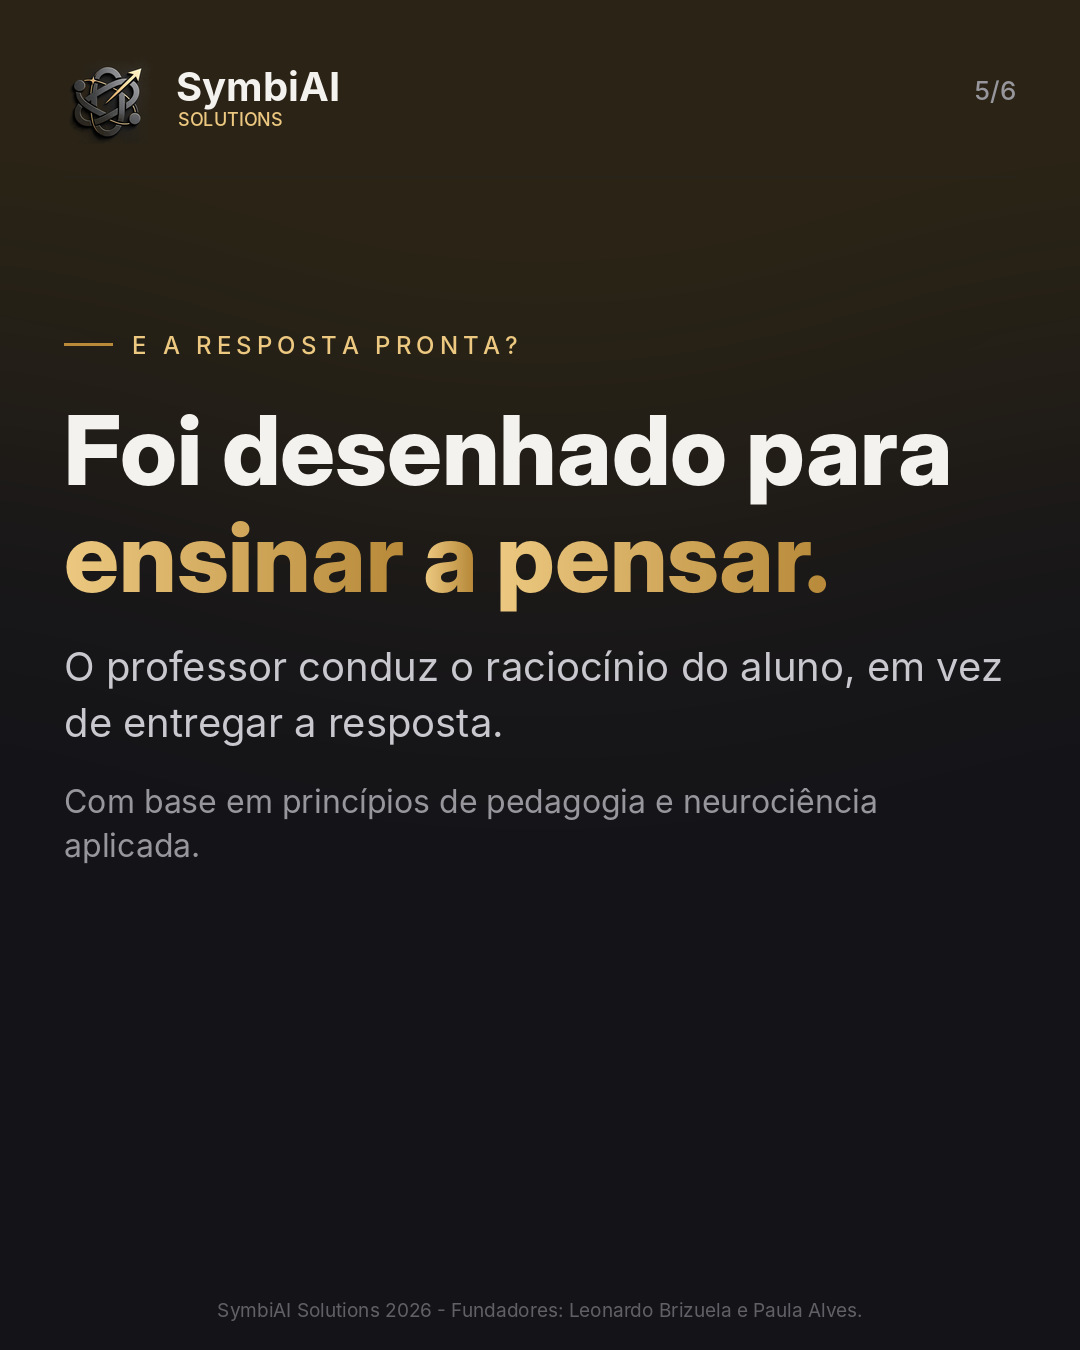 SymbiAI
SOLUTIONS
5/6
E A RESPOSTA PRONTA?
Foi desenhado para
ensinar a pensar.
O professor conduz o raciocínio do aluno, em vez
de entregar a resposta.
Com base em princípios de pedagogia e neurociência
aplicada.
SymbiAI Solutions 2026 - Fundadores: Leonardo Brizuela e Paula Alves.